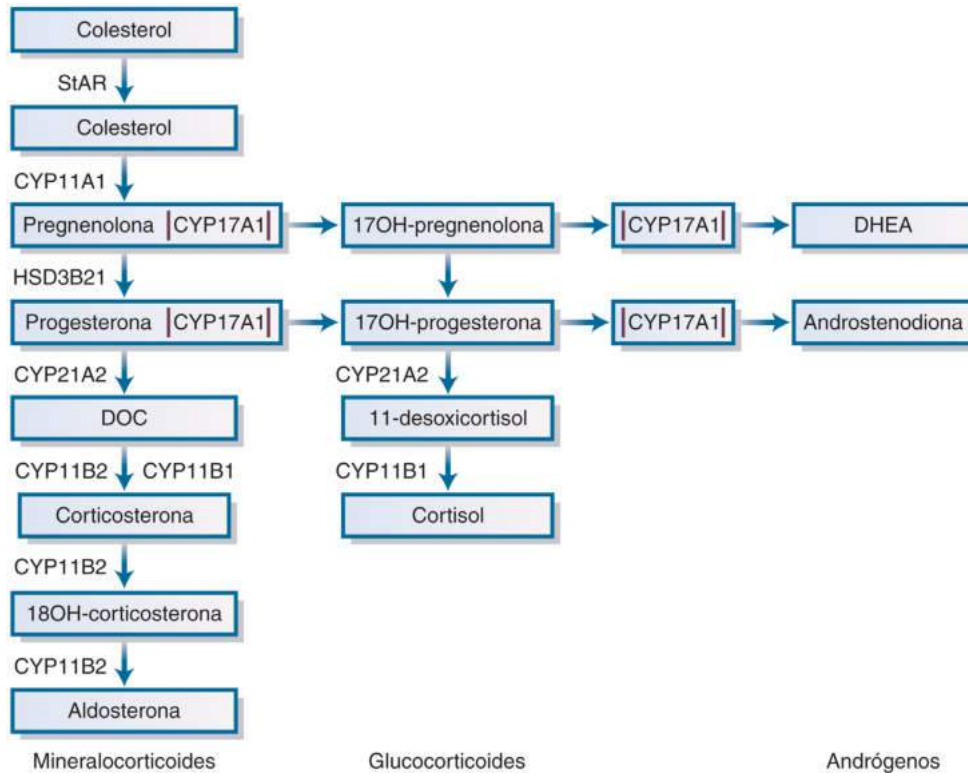 Colesterol
StAR
Colesterol
CYP11A1
Pregnenolona |CYP17A1| 17OH-pregnenolona |CYP17A1| DHEA
HSD3B21
Progesterona |CYP17A1| 17OH-progesterona |CYP17A1| Androstenodiona
CYP21A2 CYP21A2
DOC 11-desoxicortisol
CYP11B2 CYP11B1 CYP11B1
Corticosterona Cortisol
CYP11B2
18OH-corticosterona
CYP11B2
Aldosterona
Mineralocorticoides Glucocorticoides Andrógenos